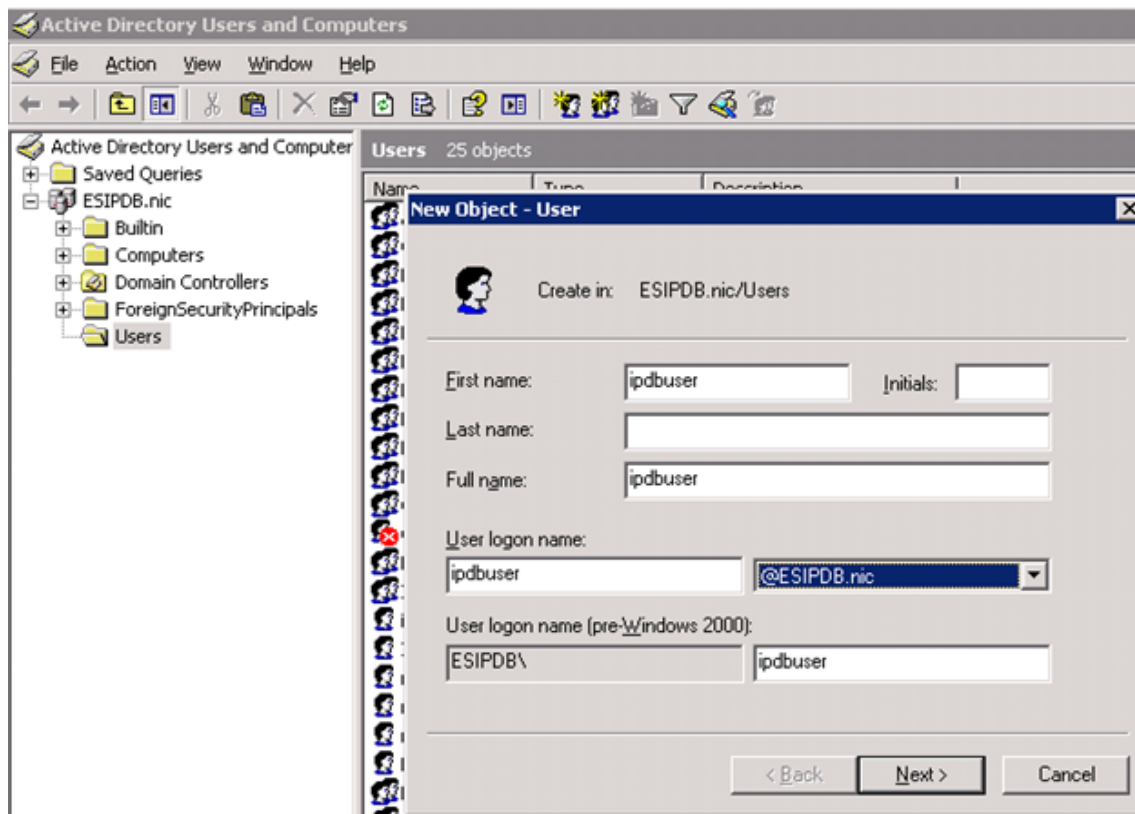 Active Directory Users and Computers
File Action View Window Help
Active Directory Users and Computer
Users 25 objects
Saved Queries
ESIPDB.nic
Builtin
Computers
Domain Controllers
ForeignSecurityPrincipals
Users
Name Type Description
New Object - User
Create in: ESIPDB.nic/Users
First name: ipdbuser Initials:
Last name:
Full name: ipdbuser
User logon name:
ipdbuser @ESIPDB.nic
User logon name (pre-Windows 2000):
ESIPDB\ ipdbuser
< Back Next > Cancel